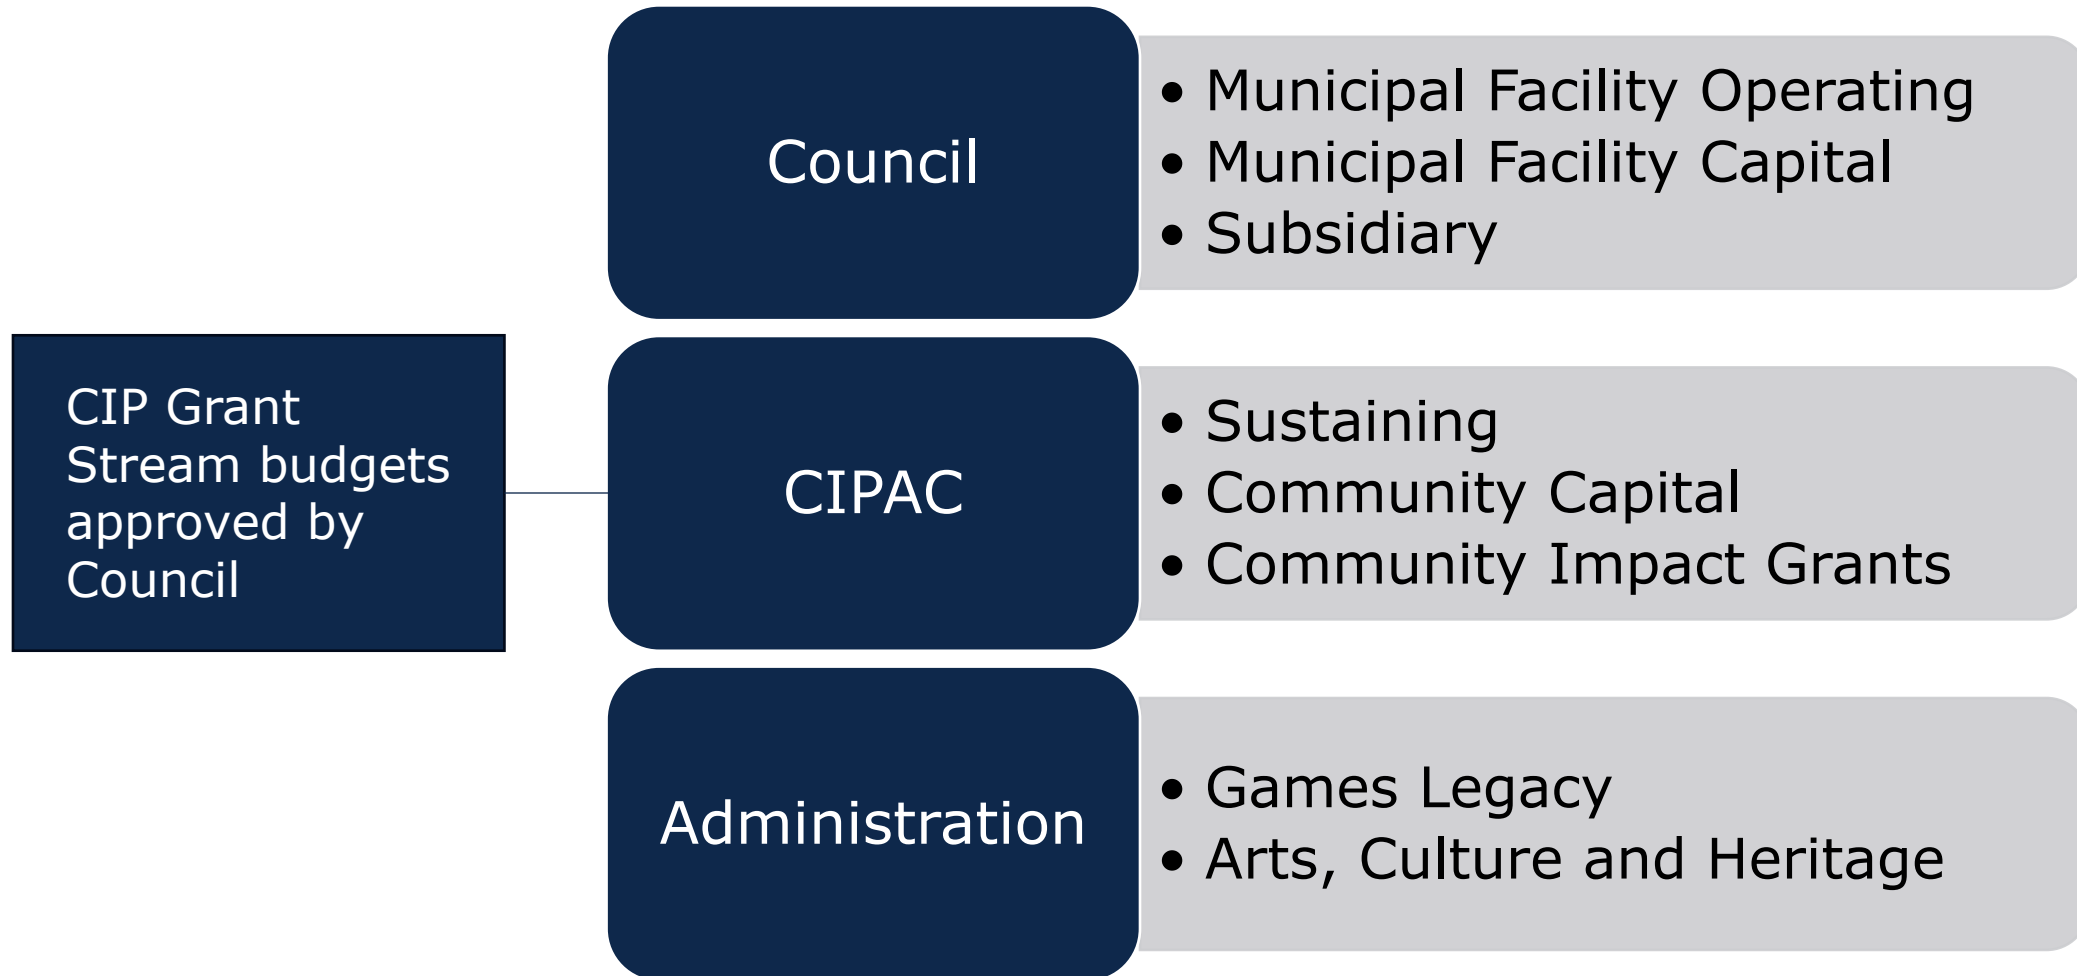 Council
• Municipal Facility Operating
• Municipal Facility Capital
• Subsidiary
CIP Grant
Stream budgets
approved by
Council
CIPAC
• Sustaining
• Community Capital
• Community Impact Grants
Administration
• Games Legacy
• Arts, Culture and Heritage